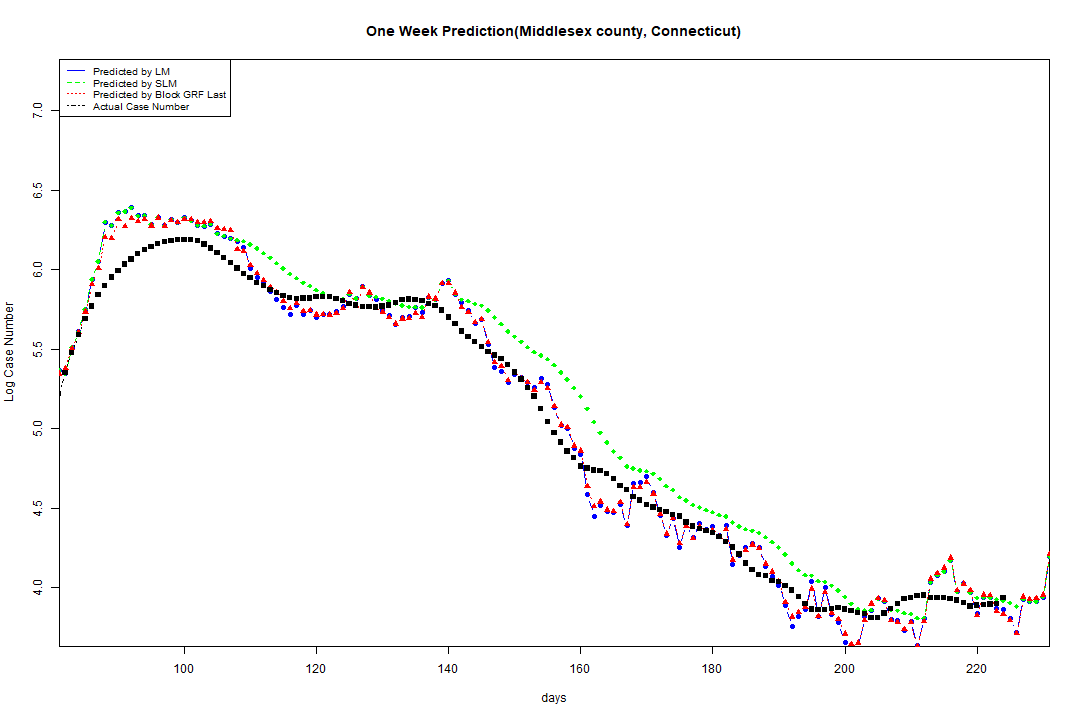 One Week Prediction(Middlesex county, Connecticut)
Predicted by LM
Predicted by SLM
Predicted by Block GRF Last
Actual Case Number
7.0
6.5
6.0
5.5
5.0
4.5
4.0
Log Case Number
100 120 140 160 180 200 220
days